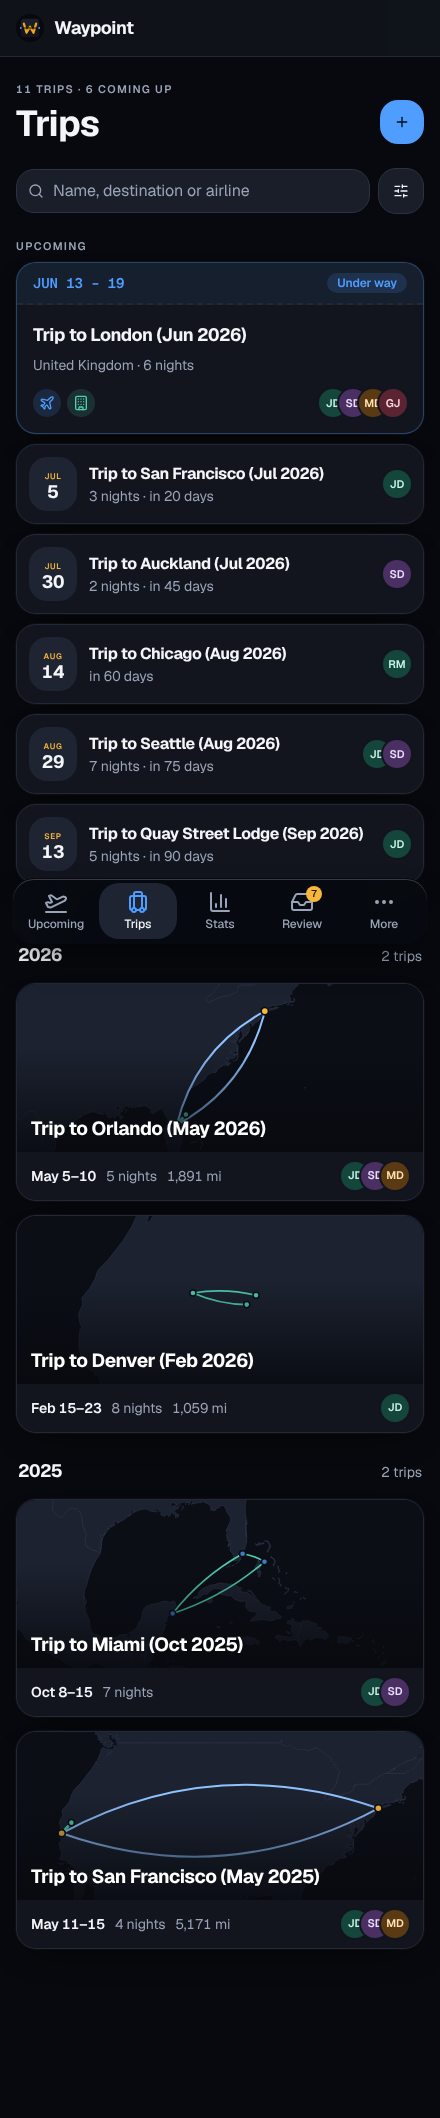 Waypoint
11 TRIPS · 6 COMING UP
Trips
Name, destination or airline
UPCOMING
JUN 13 – 19
Under way
Trip to London (Jun 2026)
United Kingdom · 6 nights
JD SD MD GJ
JUL
5
Trip to San Francisco (Jul 2026)
3 nights · in 20 days
JD
JUL
30
Trip to Auckland (Jul 2026)
2 nights · in 45 days
SD
AUG
14
Trip to Chicago (Aug 2026)
in 60 days
RM
AUG
29
Trip to Seattle (Aug 2026)
7 nights · in 75 days
JD SD
SEP
13
Trip to Quay Street Lodge (Sep 2026)
5 nights · in 90 days
JD
Upcoming
Trips
Stats
7
Review
More
2026
2 trips
Trip to Orlando (May 2026)
May 5–10 5 nights 1,891 mi
JD SD MD
Trip to Denver (Feb 2026)
Feb 15–23 8 nights 1,059 mi
JD
2025
2 trips
Trip to Miami (Oct 2025)
Oct 8–15 7 nights
JD SD
Trip to San Francisco (May 2025)
May 11–15 4 nights 5,171 mi
JD SD MD